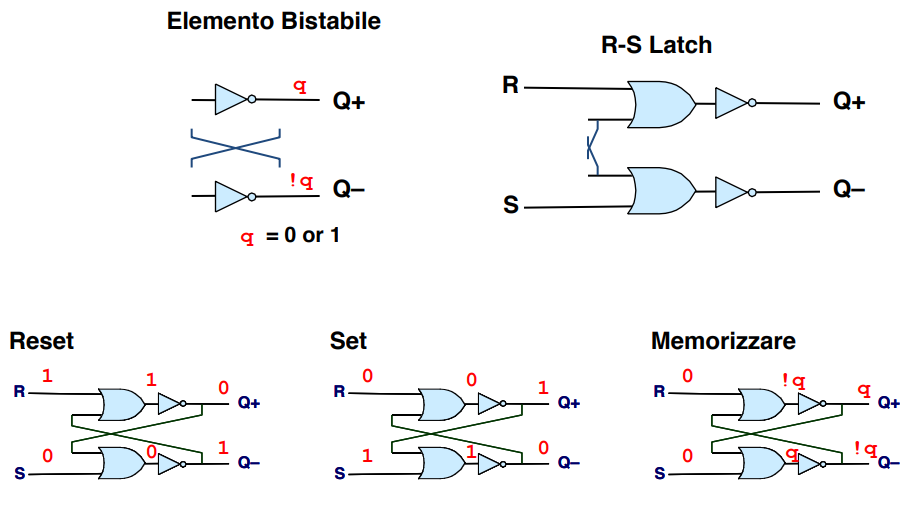 Elemento Bistabile
q
Q+
!q
Q–
q = 0 or 1
R-S Latch
R
Q+
S
Q–
Reset
1
1
0
R
Q+
0
0
1
S
Q–
Set
0
0
1
R
Q+
1
1
0
S
Q–
Memorizzare
0
!q
q
R
Q+
0
q
!q
S
Q–